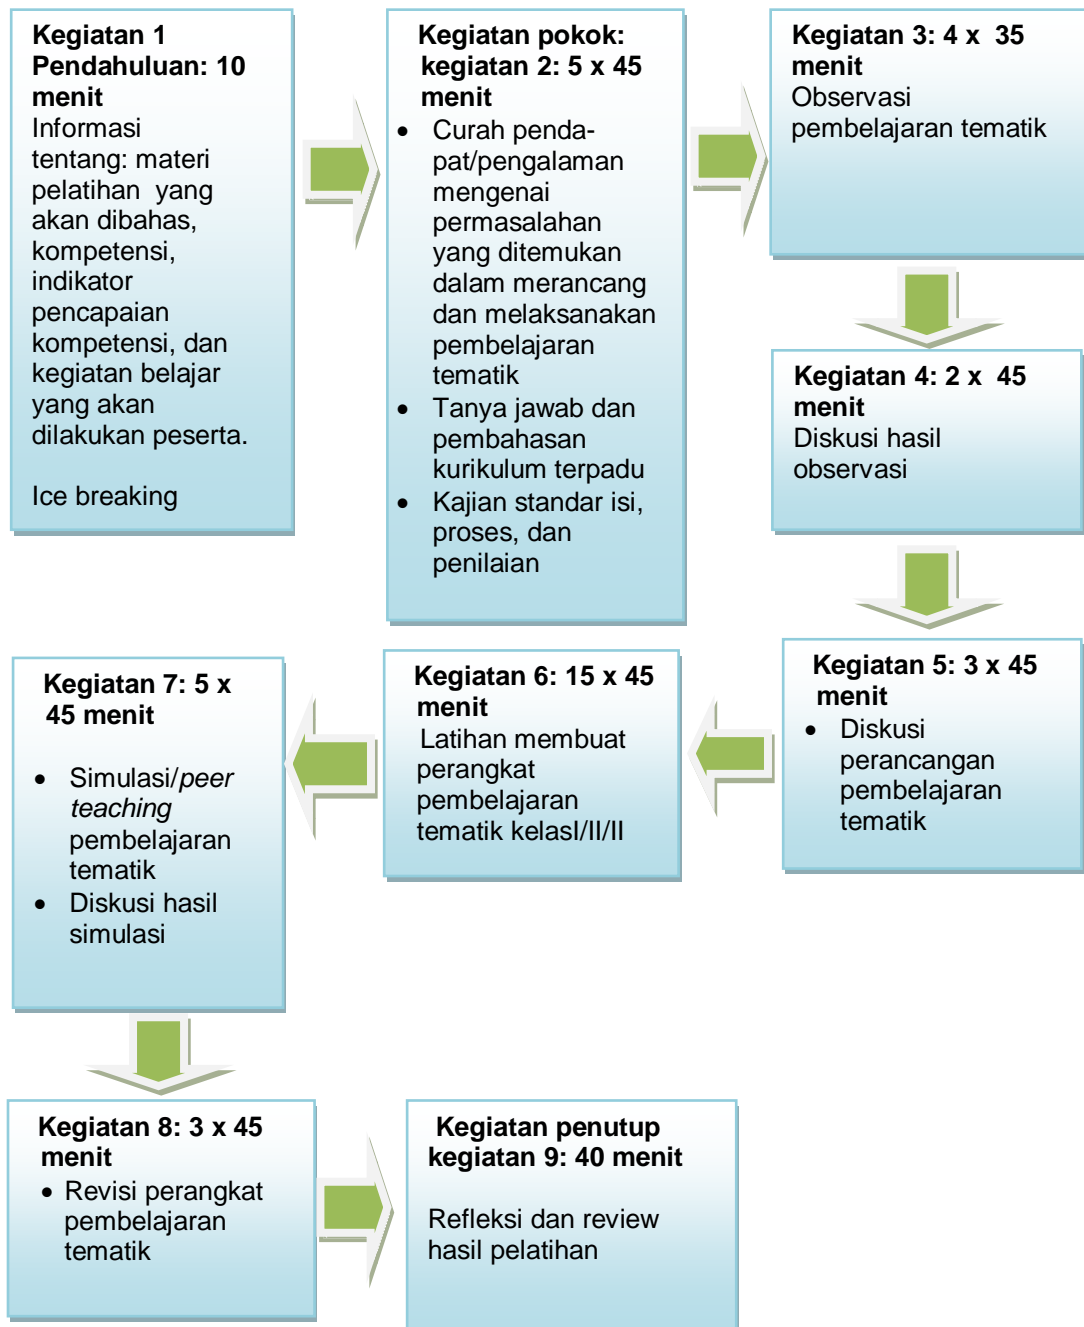 Kegiatan 1
Pendahuluan: 10
menit
Informasi
tentang: materi
pelatihan yang
akan dibahas,
kompetensi,
indikator
pencapaian
kompetensi, dan
kegiatan belajar
yang akan
dilakukan peserta.
Ice breaking
Kegiatan pokok:
kegiatan 2: 5 x 45
menit
• Curah penda-
pat/pengalaman
mengenai
permasalahan
yang ditemukan
dalam merancang
dan melaksanakan
pembelajaran
tematik
• Tanya jawab dan
pembahasan
kurikulum terpadu
• Kajian standar isi,
proses, dan
penilaian
Kegiatan 3: 4 x 35
menit
Observasi
pembelajaran tematik
Kegiatan 4: 2 x 45
menit
Diskusi hasil
observasi
Kegiatan 5: 3 x 45
menit
• Diskusi
perancangan
pembelajaran
tematik
Kegiatan 6: 15 x 45
menit
Latihan membuat
perangkat
pembelajaran
tematik kelasI/II/II
Kegiatan 7: 5 x
45 menit
• Simulasi/peer
teaching
pembelajaran
tematik
• Diskusi hasil
simulasi
Kegiatan 8: 3 x 45
menit
• Revisi perangkat
pembelajaran
tematik
Kegiatan penutup
kegiatan 9: 40 menit
Refleksi dan review
hasil pelatihan